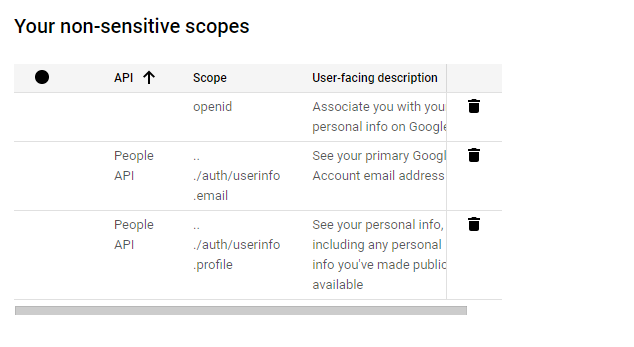 Your non-sensitive scopes
API Scope User-facing description
openid Associate you with you
personal info on Google
People .. See your primary Googl
API ./auth/userinfo Account email address
.email
People .. See your personal info,
API ./auth/userinfo including any personal
.profile info you've made public
available